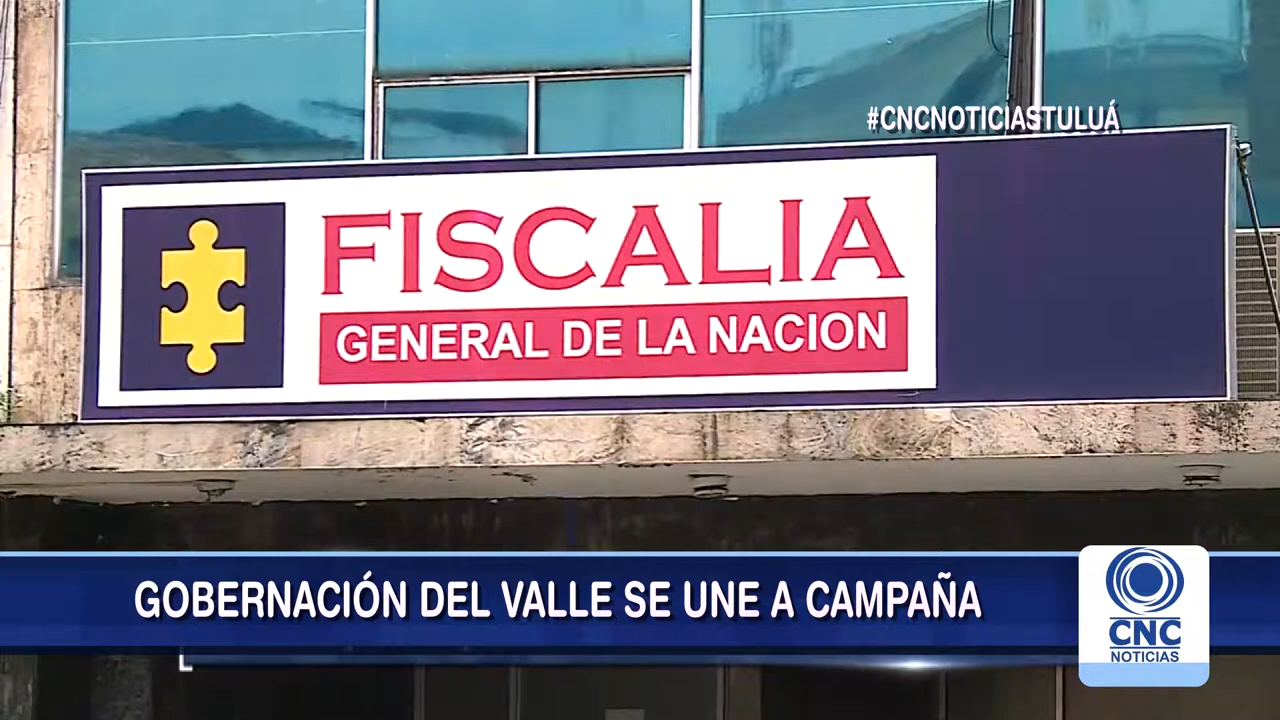 #CNCNOTICIASTULUÁ
FISCALIA
GENERAL DE LA NACION
GOBERNACIÓN DEL VALLE SE UNE A CAMPAÑA
CNC
NOTICIAS